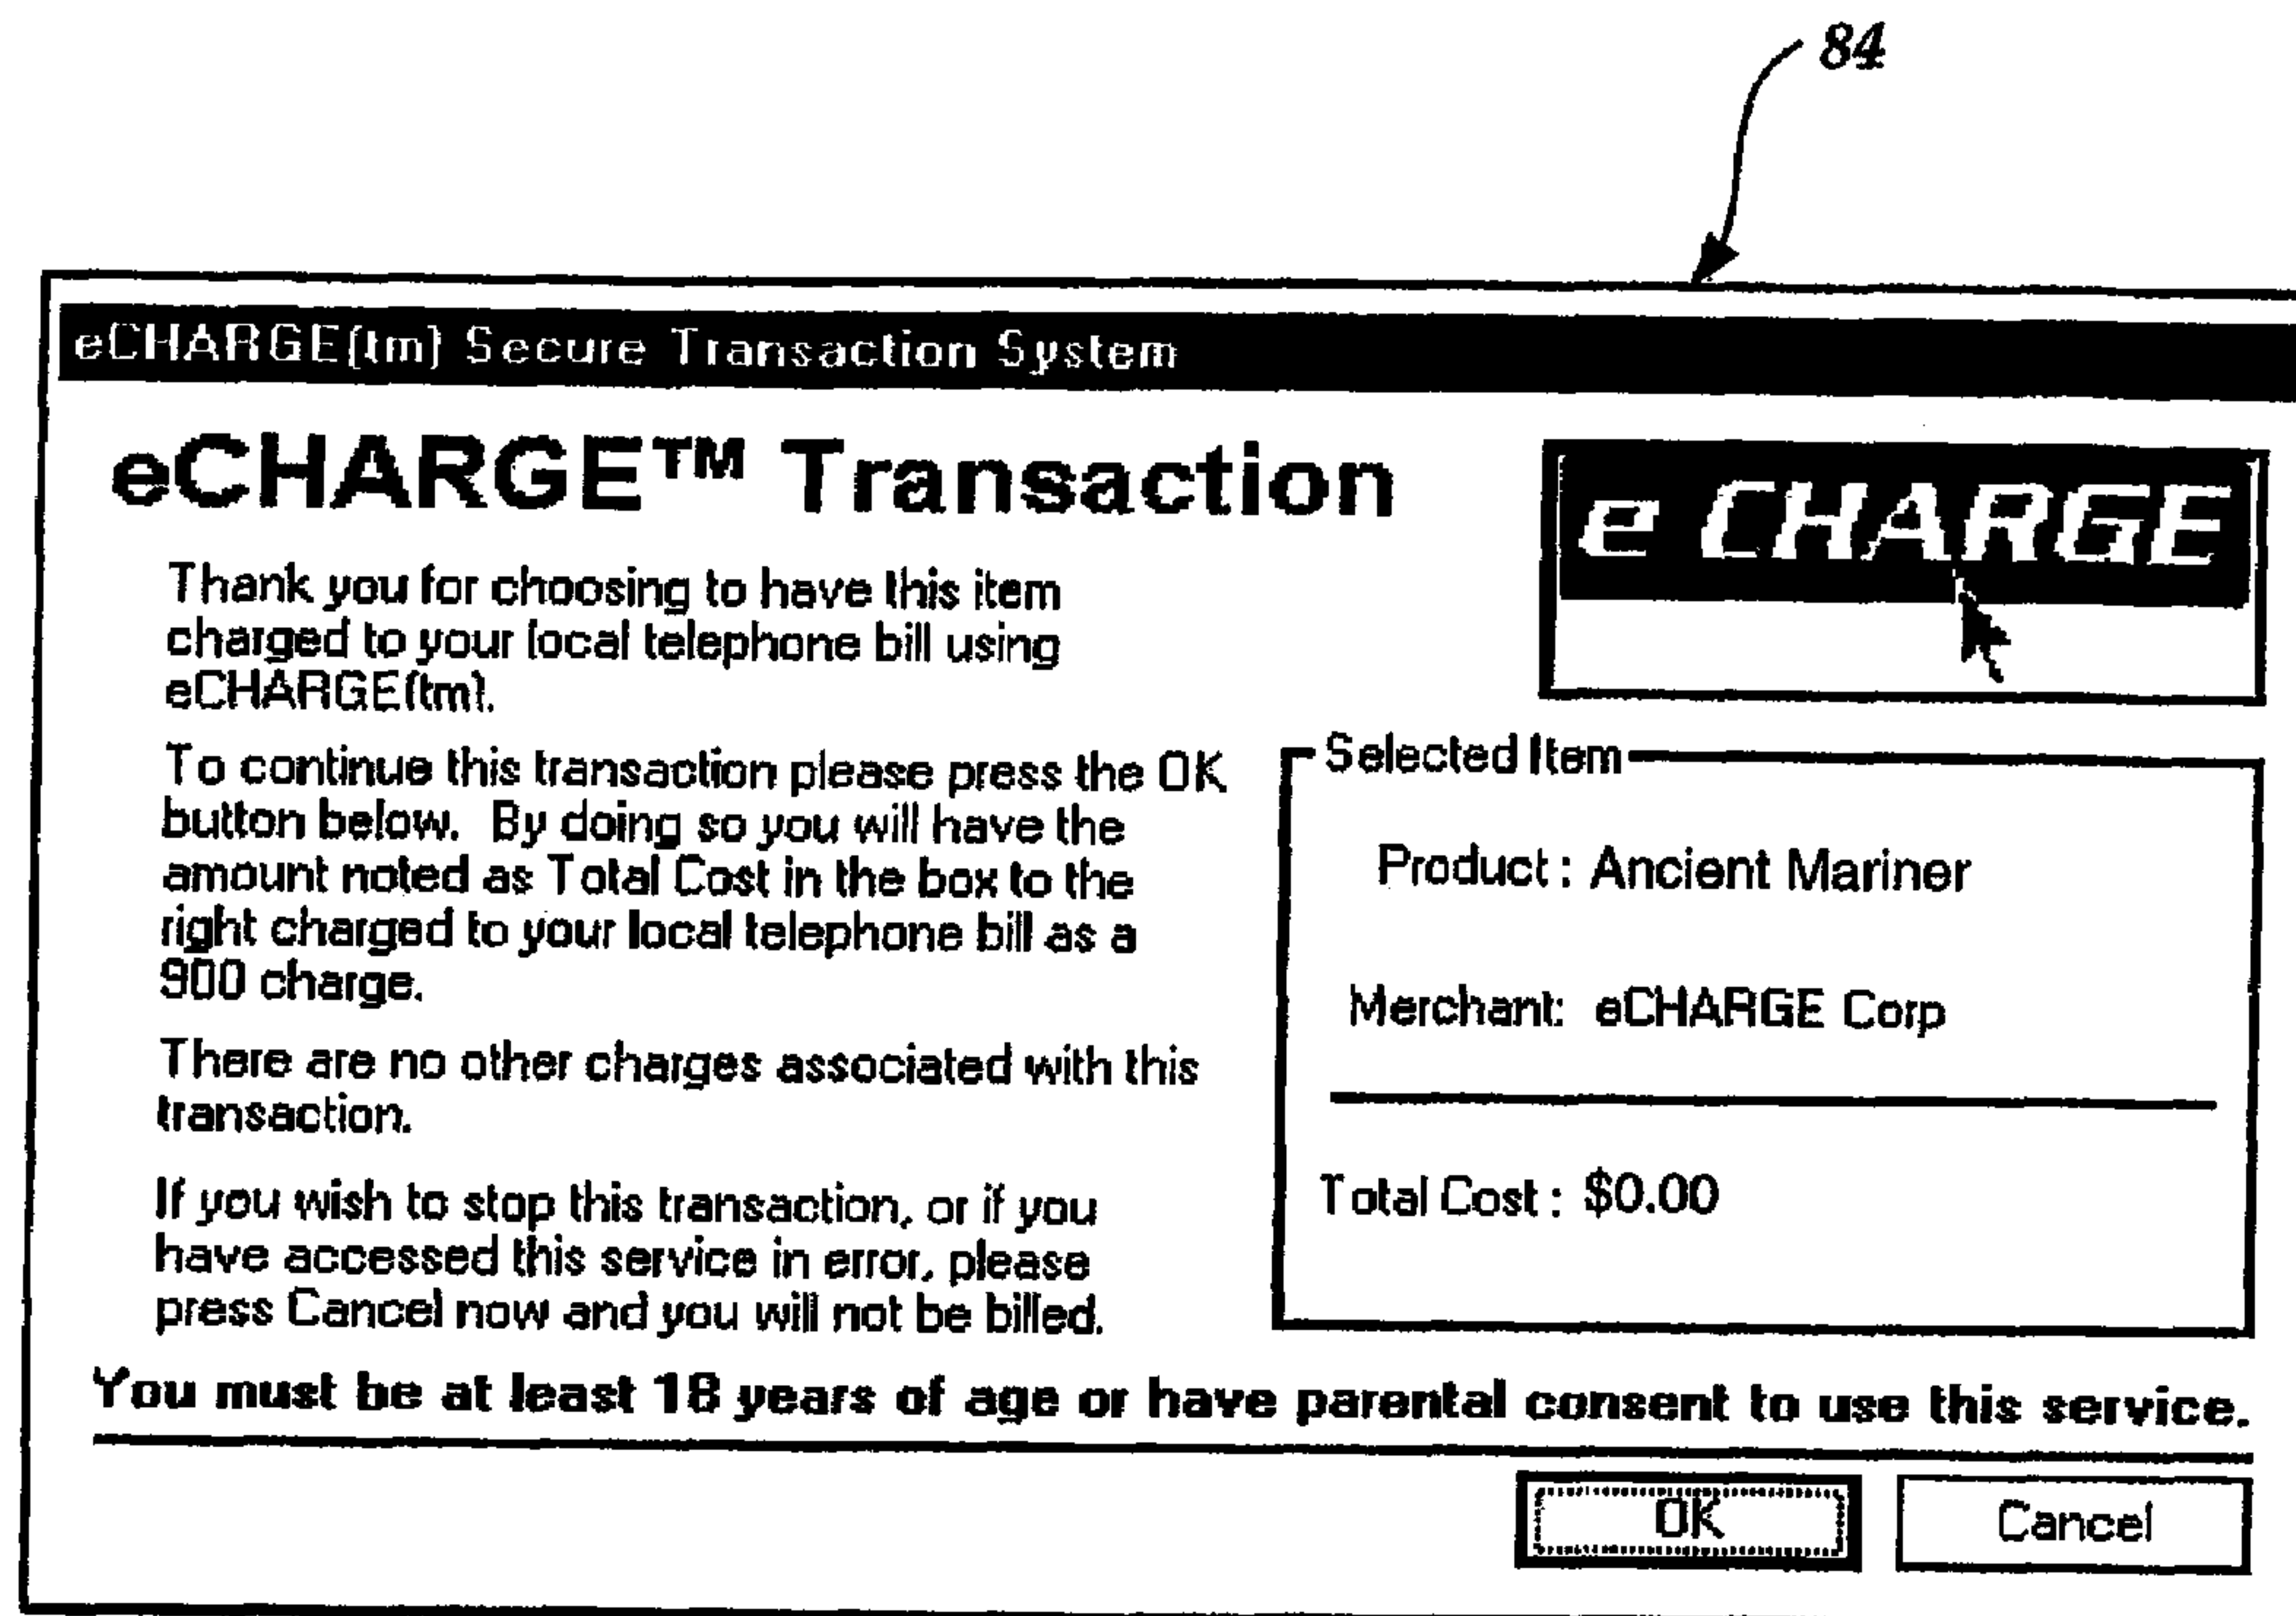 84
eCHARGE(tm) Secure Transaction System
eCHARGE™ Transaction
e CHARGE
Thank you for choosing to have this item
charged to your local telephone bill using
eCHARGE(tm).
To continue this transaction please press the OK
button below. By doing so you will have the
amount noted as Total Cost in the box to the
right charged to your local telephone bill as a
900 charge.
There are no other charges associated with this
transaction.
If you wish to stop this transaction, or if you
have accessed this service in error, please
press Cancel now and you will not be billed.
Selected Item
Product: Ancient Mariner
Merchant: eCHARGE Corp
Total Cost: $0.00
You must be at least 18 years of age or have parental consent to use this service.
OK
Cancel